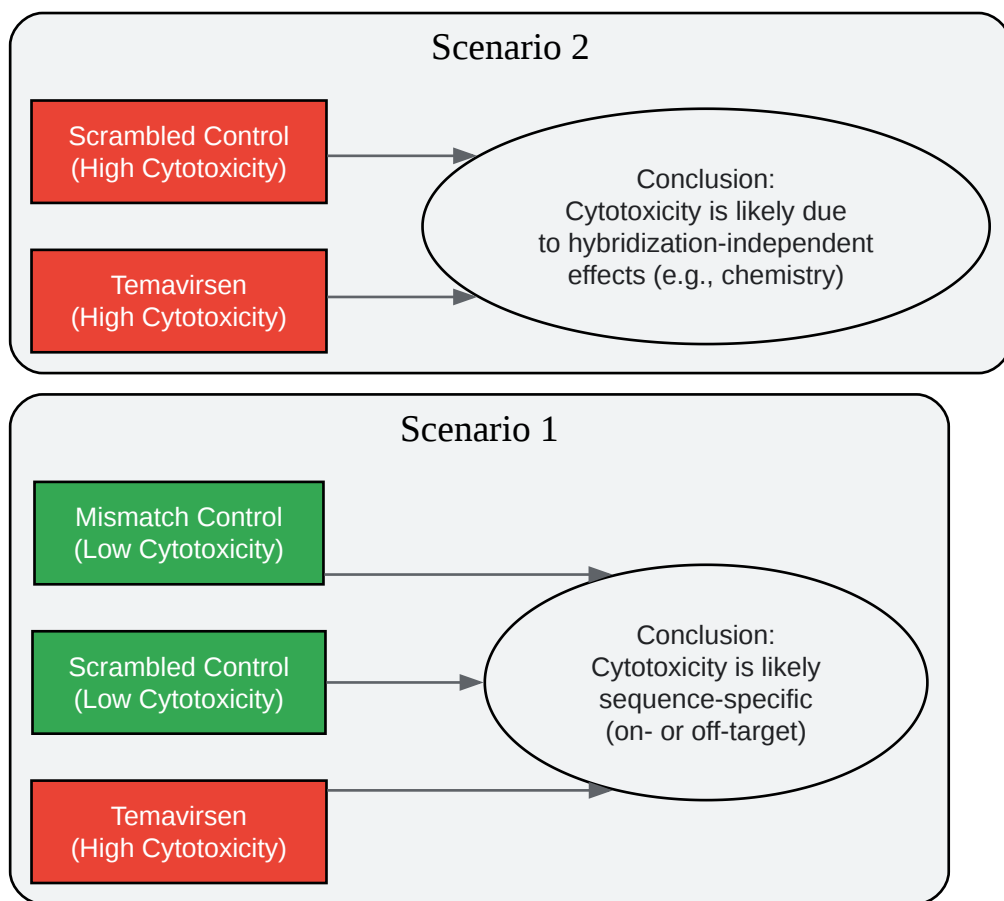 Scenario 2
Scrambled Control
(High Cytotoxicity)
Temavirsen
(High Cytotoxicity)
Conclusion:
Cytotoxicity is likely due
to hybridization-independent
effects (e.g., chemistry)
Scenario 1
Mismatch Control
(Low Cytotoxicity)
Scrambled Control
(Low Cytotoxicity)
Temavirsen
(High Cytotoxicity)
Conclusion:
Cytotoxicity is likely
sequence-specific
(on- or off-target)